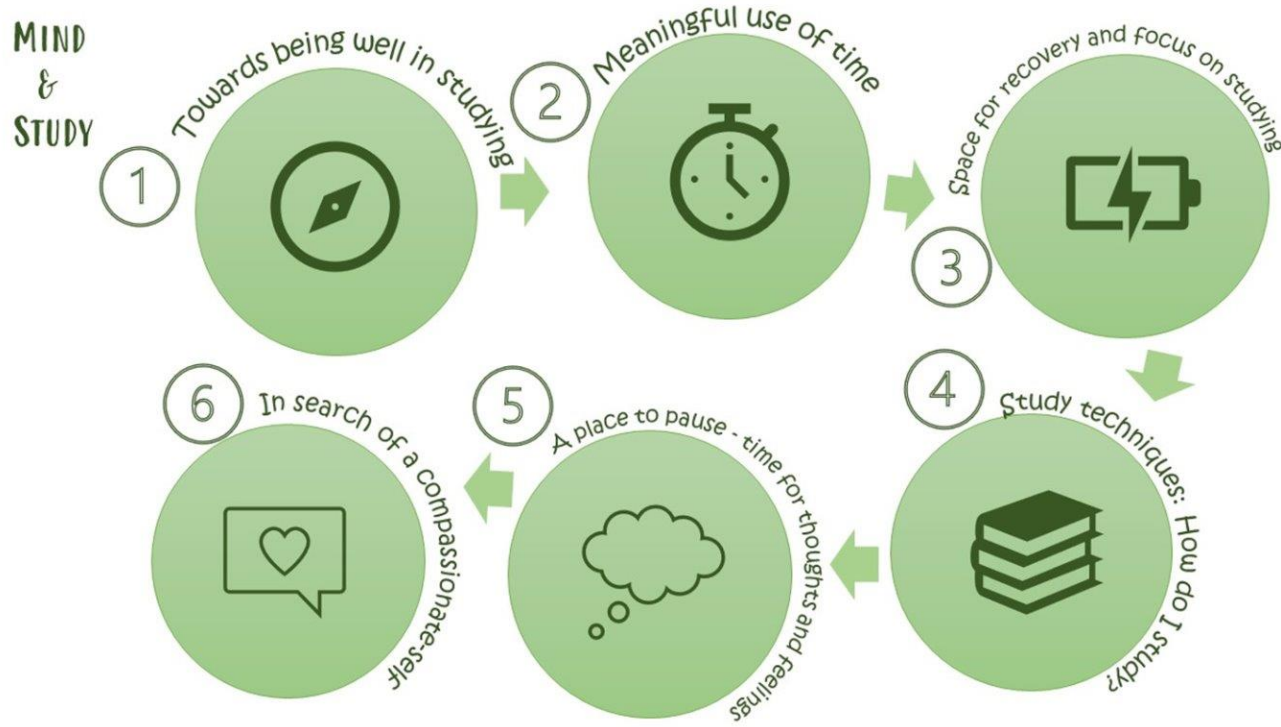 MIND
&
STUDY
1
Towards being well in studying
2
Meaningful use of time
3
Space for recovery and focus on studying
4
Study techniques: How do I study?
5
A place to pause - time for thoughts and feelings
6
In search of a compassionate-self